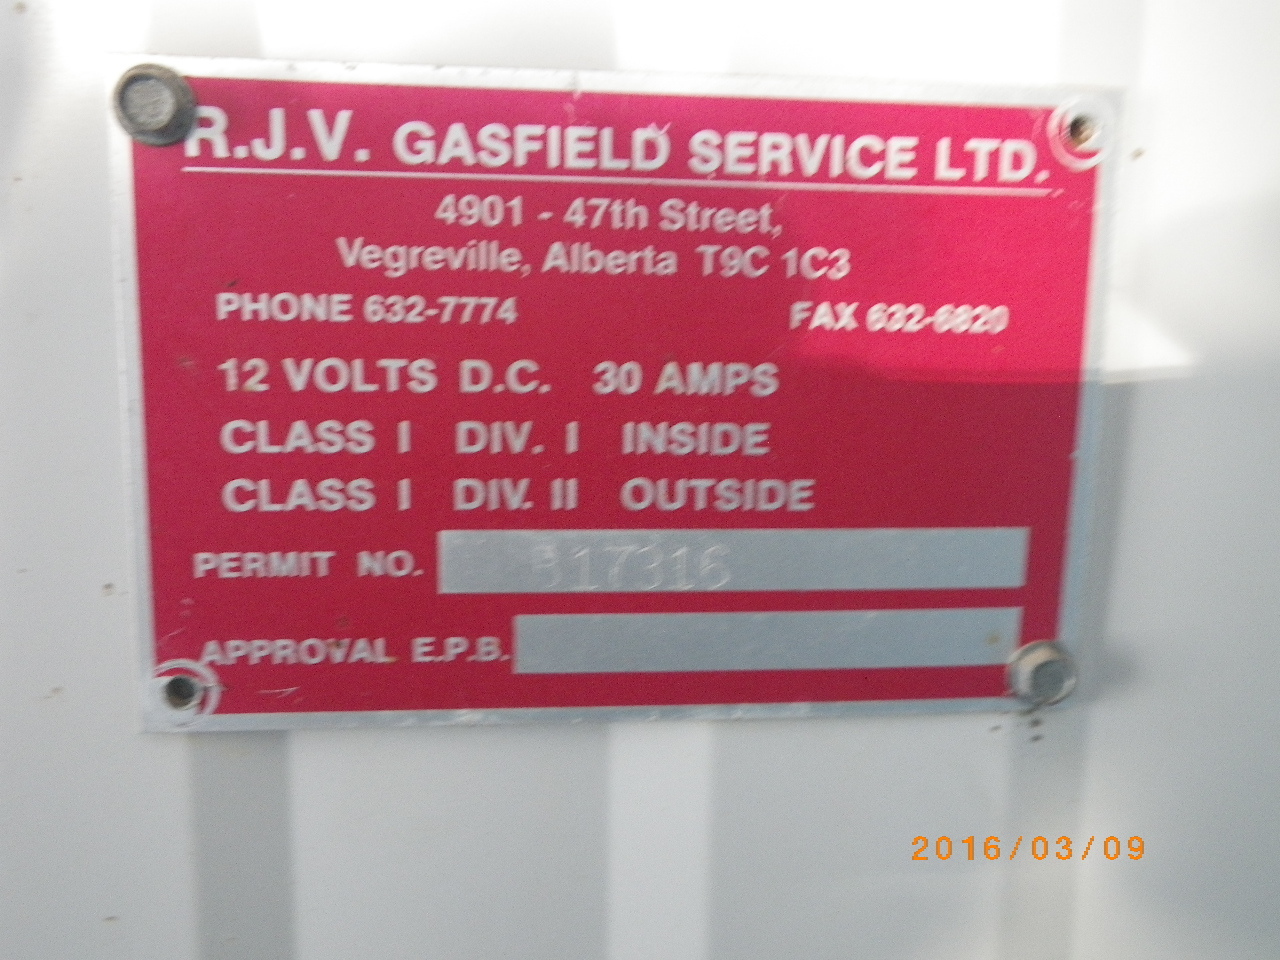 R.J.V. GASFIELD SERVICE LTD.
4901 - 47th Street,
Vegreville, Alberta T9C 1C3
PHONE 632-7774 FAX 632-6820
12 VOLTS D.C. 30 AMPS
CLASS I DIV. I INSIDE
CLASS I DIV. II OUTSIDE
PERMIT NO.
APPROVAL E.P.B.
2016/03/09